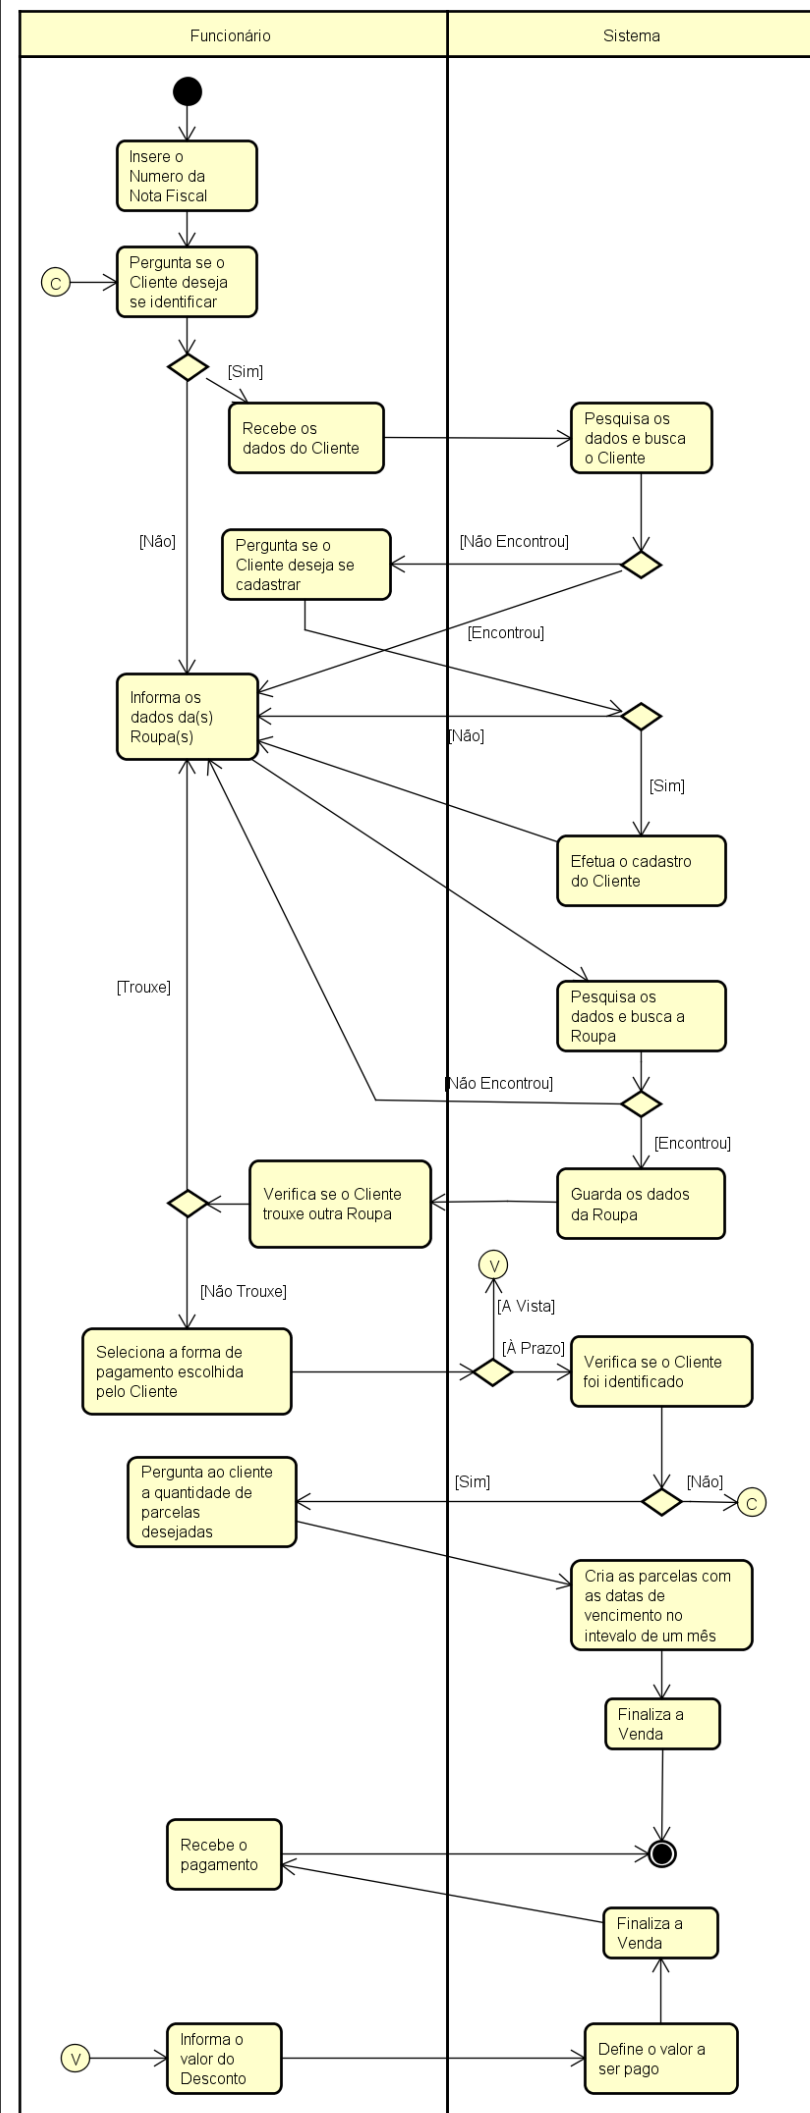 Funcionário
Sistema
Insere o
Numero da
Nota Fiscal
C
Pergunta se o
Cliente deseja
se identificar
[Sim]
Recebe os
dados do Cliente
Pesquisa os
dados e busca
o Cliente
[Não]
Pergunta se o
Cliente deseja se
cadastrar
[Não Encontrou]
[Encontrou]
Informa os
dados da(s)
Roupa(s)
[Não]
[Sim]
Efetua o cadastro
do Cliente
[Trouxe]
Pesquisa os
dados e busca a
Roupa
[Não Encontrou]
[Encontrou]
Verifica se o Cliente
trouxe outra Roupa
Guarda os dados
da Roupa
V
[Não Trouxe]
[A Vista]
[À Prazo]
Seleciona a forma de
pagamento escolhida
pelo Cliente
Verifica se o Cliente
foi identificado
Pergunta ao cliente
a quantidade de
parcelas
desejadas
[Sim]
[Não]
C
Cria as parcelas com
as datas de
vencimento no
intevalo de um mês
Finaliza a
Venda
Recebe o
pagamento
Finaliza a
Venda
V
Informa o
valor do
Desconto
Define o valor a
ser pago